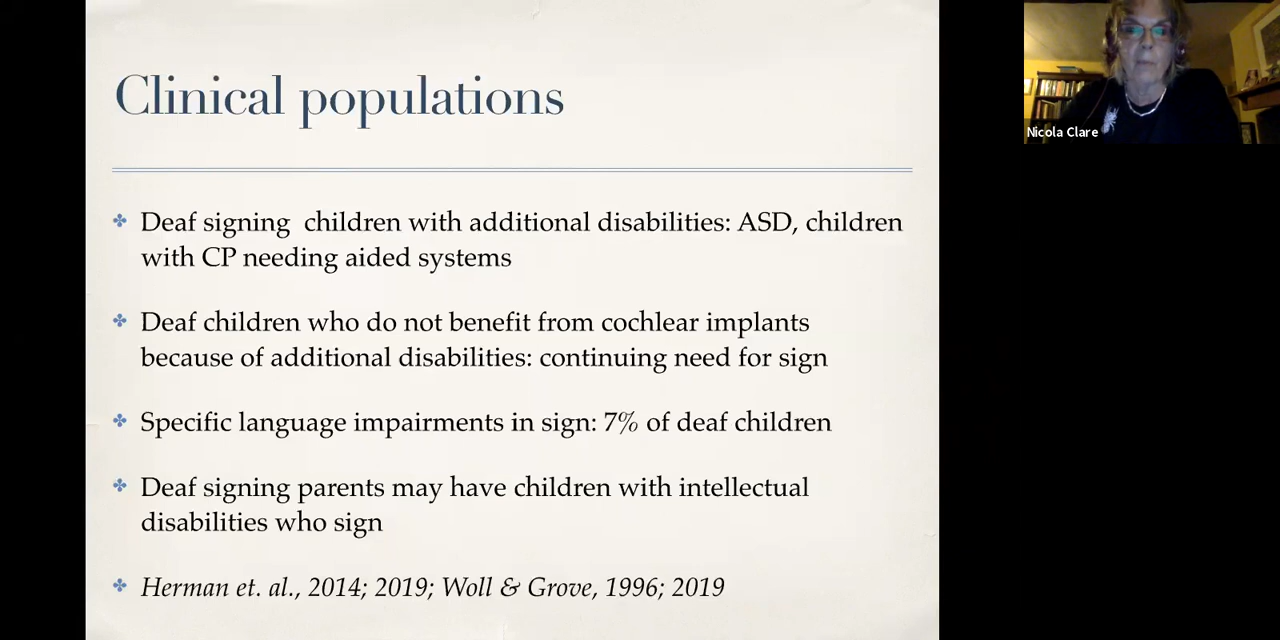 Clinical populations
Deaf signing  children with additional disabilities: ASD, children
with CP needing aided systems
Deaf children who do not benefit from cochlear implants
because of additional disabilities: continuing need for sign
Specific language impairments in sign: 7% of deaf children
Deaf signing parents may have children with intellectual
disabilities who sign
Herman et. al., 2014; 2019; Woll & Grove, 1996; 2019
Nicola Clare